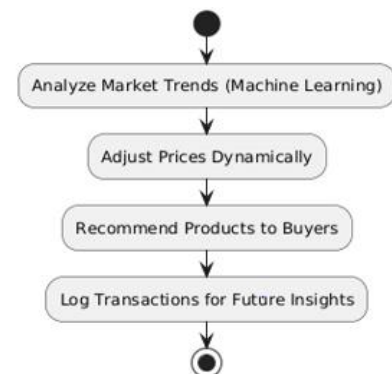 Analyze Market Trends (Machine Learning)
Adjust Prices Dynamically
Recommend Products to Buyers
Log Transactions for Future Insights